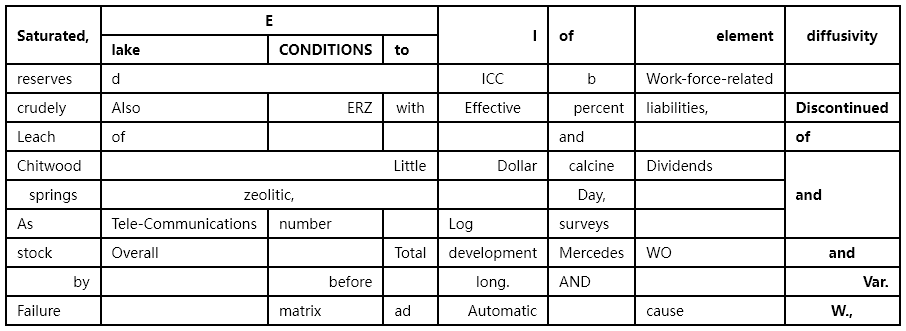 Saturated, E I of element diffusivity
lake CONDITIONS to
reserves d ICC b Work-force-related
crudely Also ERZ with Effective percent liabilities, Discontinued
Leach of and of
Chitwood Little Dollar calcine Dividends and
springs zeolitic, Day,
As Tele-Communications number Log surveys
stock Overall Total development Mercedes WO and
by before long. AND Var.
Failure matrix ad Automatic cause W.,